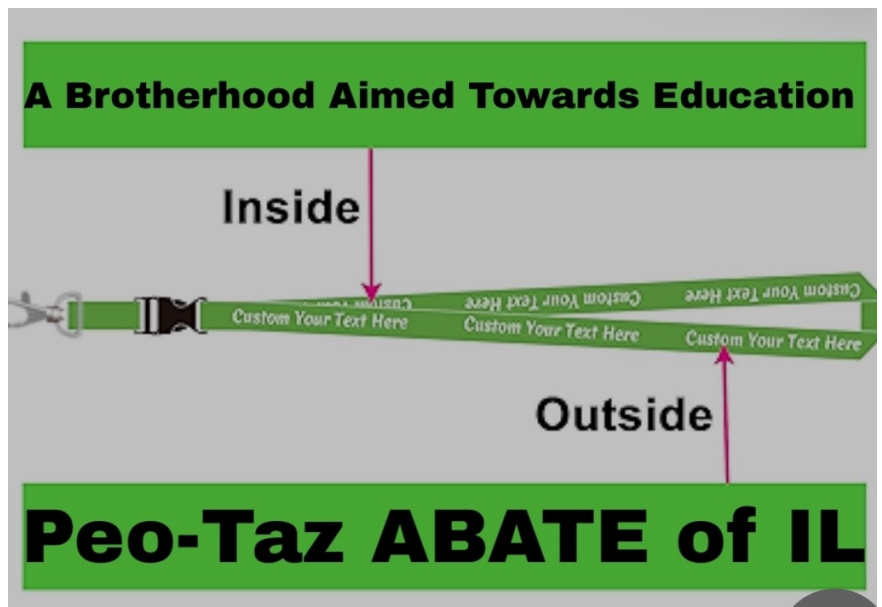 A Brotherhood Aimed Towards Education
Inside
Custom Your Text Here
Custom Your Text Here
Custom Your Text Here
Custom Your Text Here
Custom Your Text Here
Outside
Peo-Taz ABATE of IL